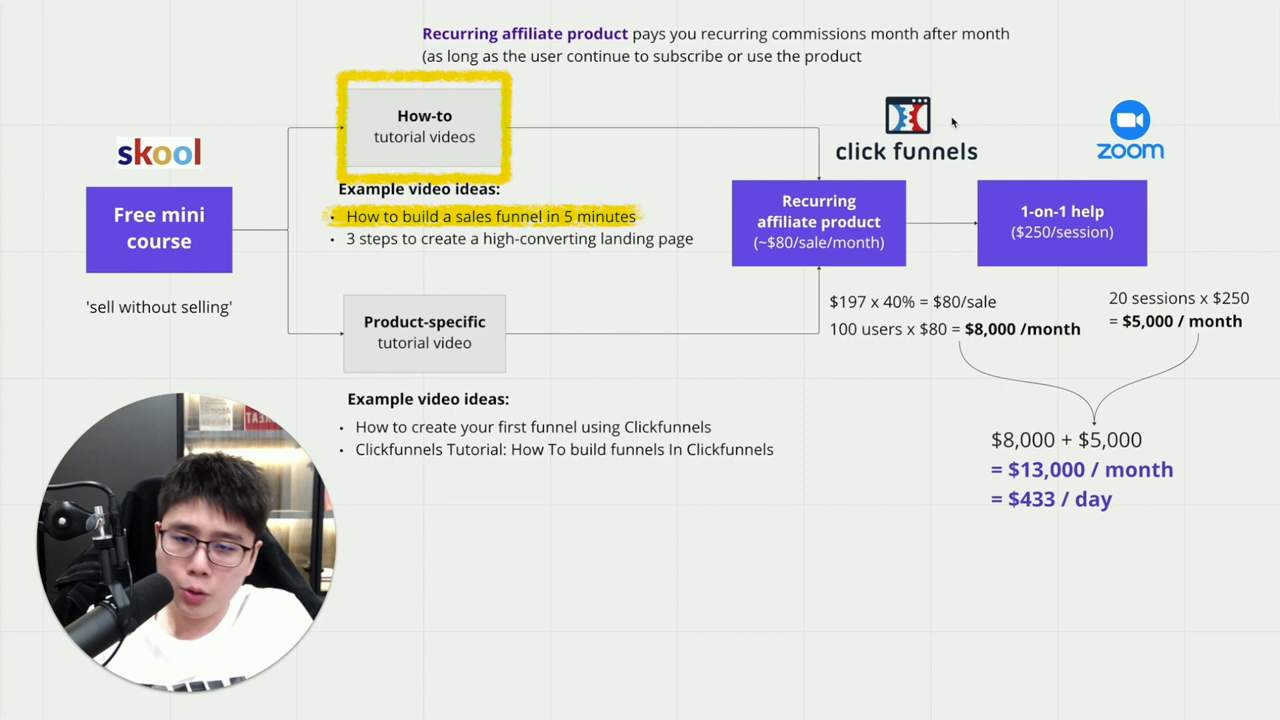 Recurring affiliate product pays you recurring commissions month after month
(as long as the user continue to subscribe or use the product
skool
Free mini
course
'sell without selling'
How-to
tutorial videos
Example video ideas:
• How to build a sales funnel in 5 minutes
• 3 steps to create a high-converting landing page
Product-specific
tutorial video
Example video ideas:
• How to create your first funnel using Clickfunnels
• Clickfunnels Tutorial: How To build funnels In Clickfunnels
click funnels
Recurring
affiliate product
(~$80/sale/month)
$197 x 40% = $80/sale
100 users x $80 = $8,000 /month
zoom
1-on-1 help
($250/session)
20 sessions x $250
= $5,000 / month
$8,000 + $5,000
= $13,000 / month
= $433 / day